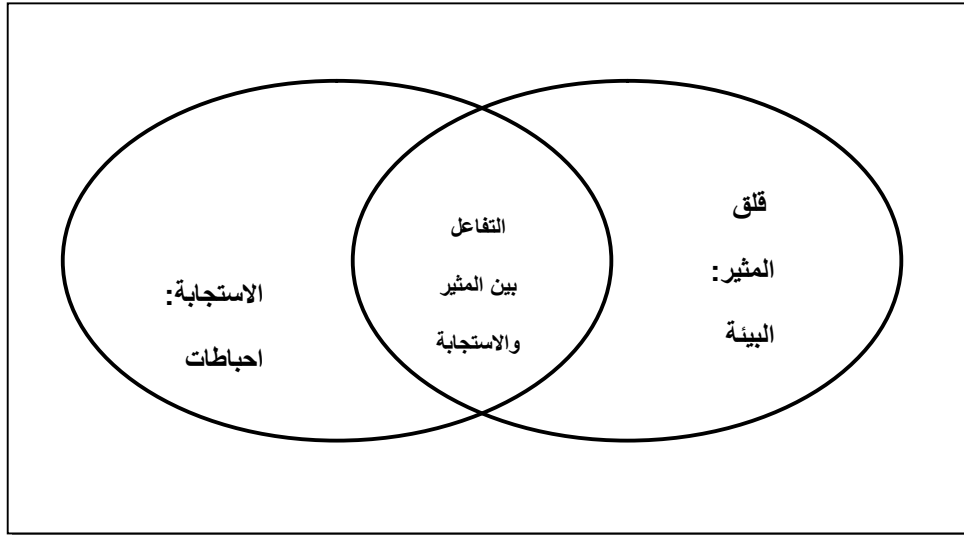 قلق
المثير:
البيئة
التفاعل
بين المثير
والاستجابة
الاستجابة:
احباطات